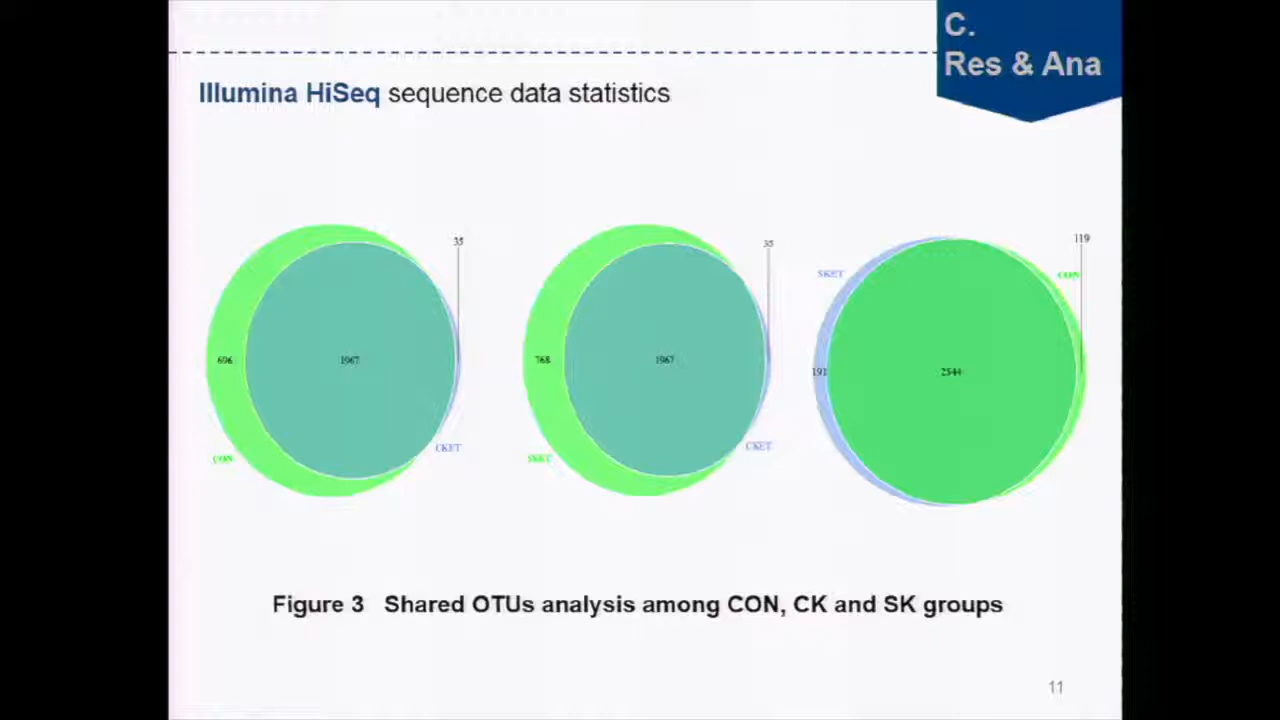 C.
Res & Ana
Illumina HiSeq sequence data statistics
35
696
1967
CON
CKET
35
768
1967
SKET
CKET
119
SKET
CON
191
2544
Figure 3 Shared OTUs analysis among CON, CK and SK groups
11